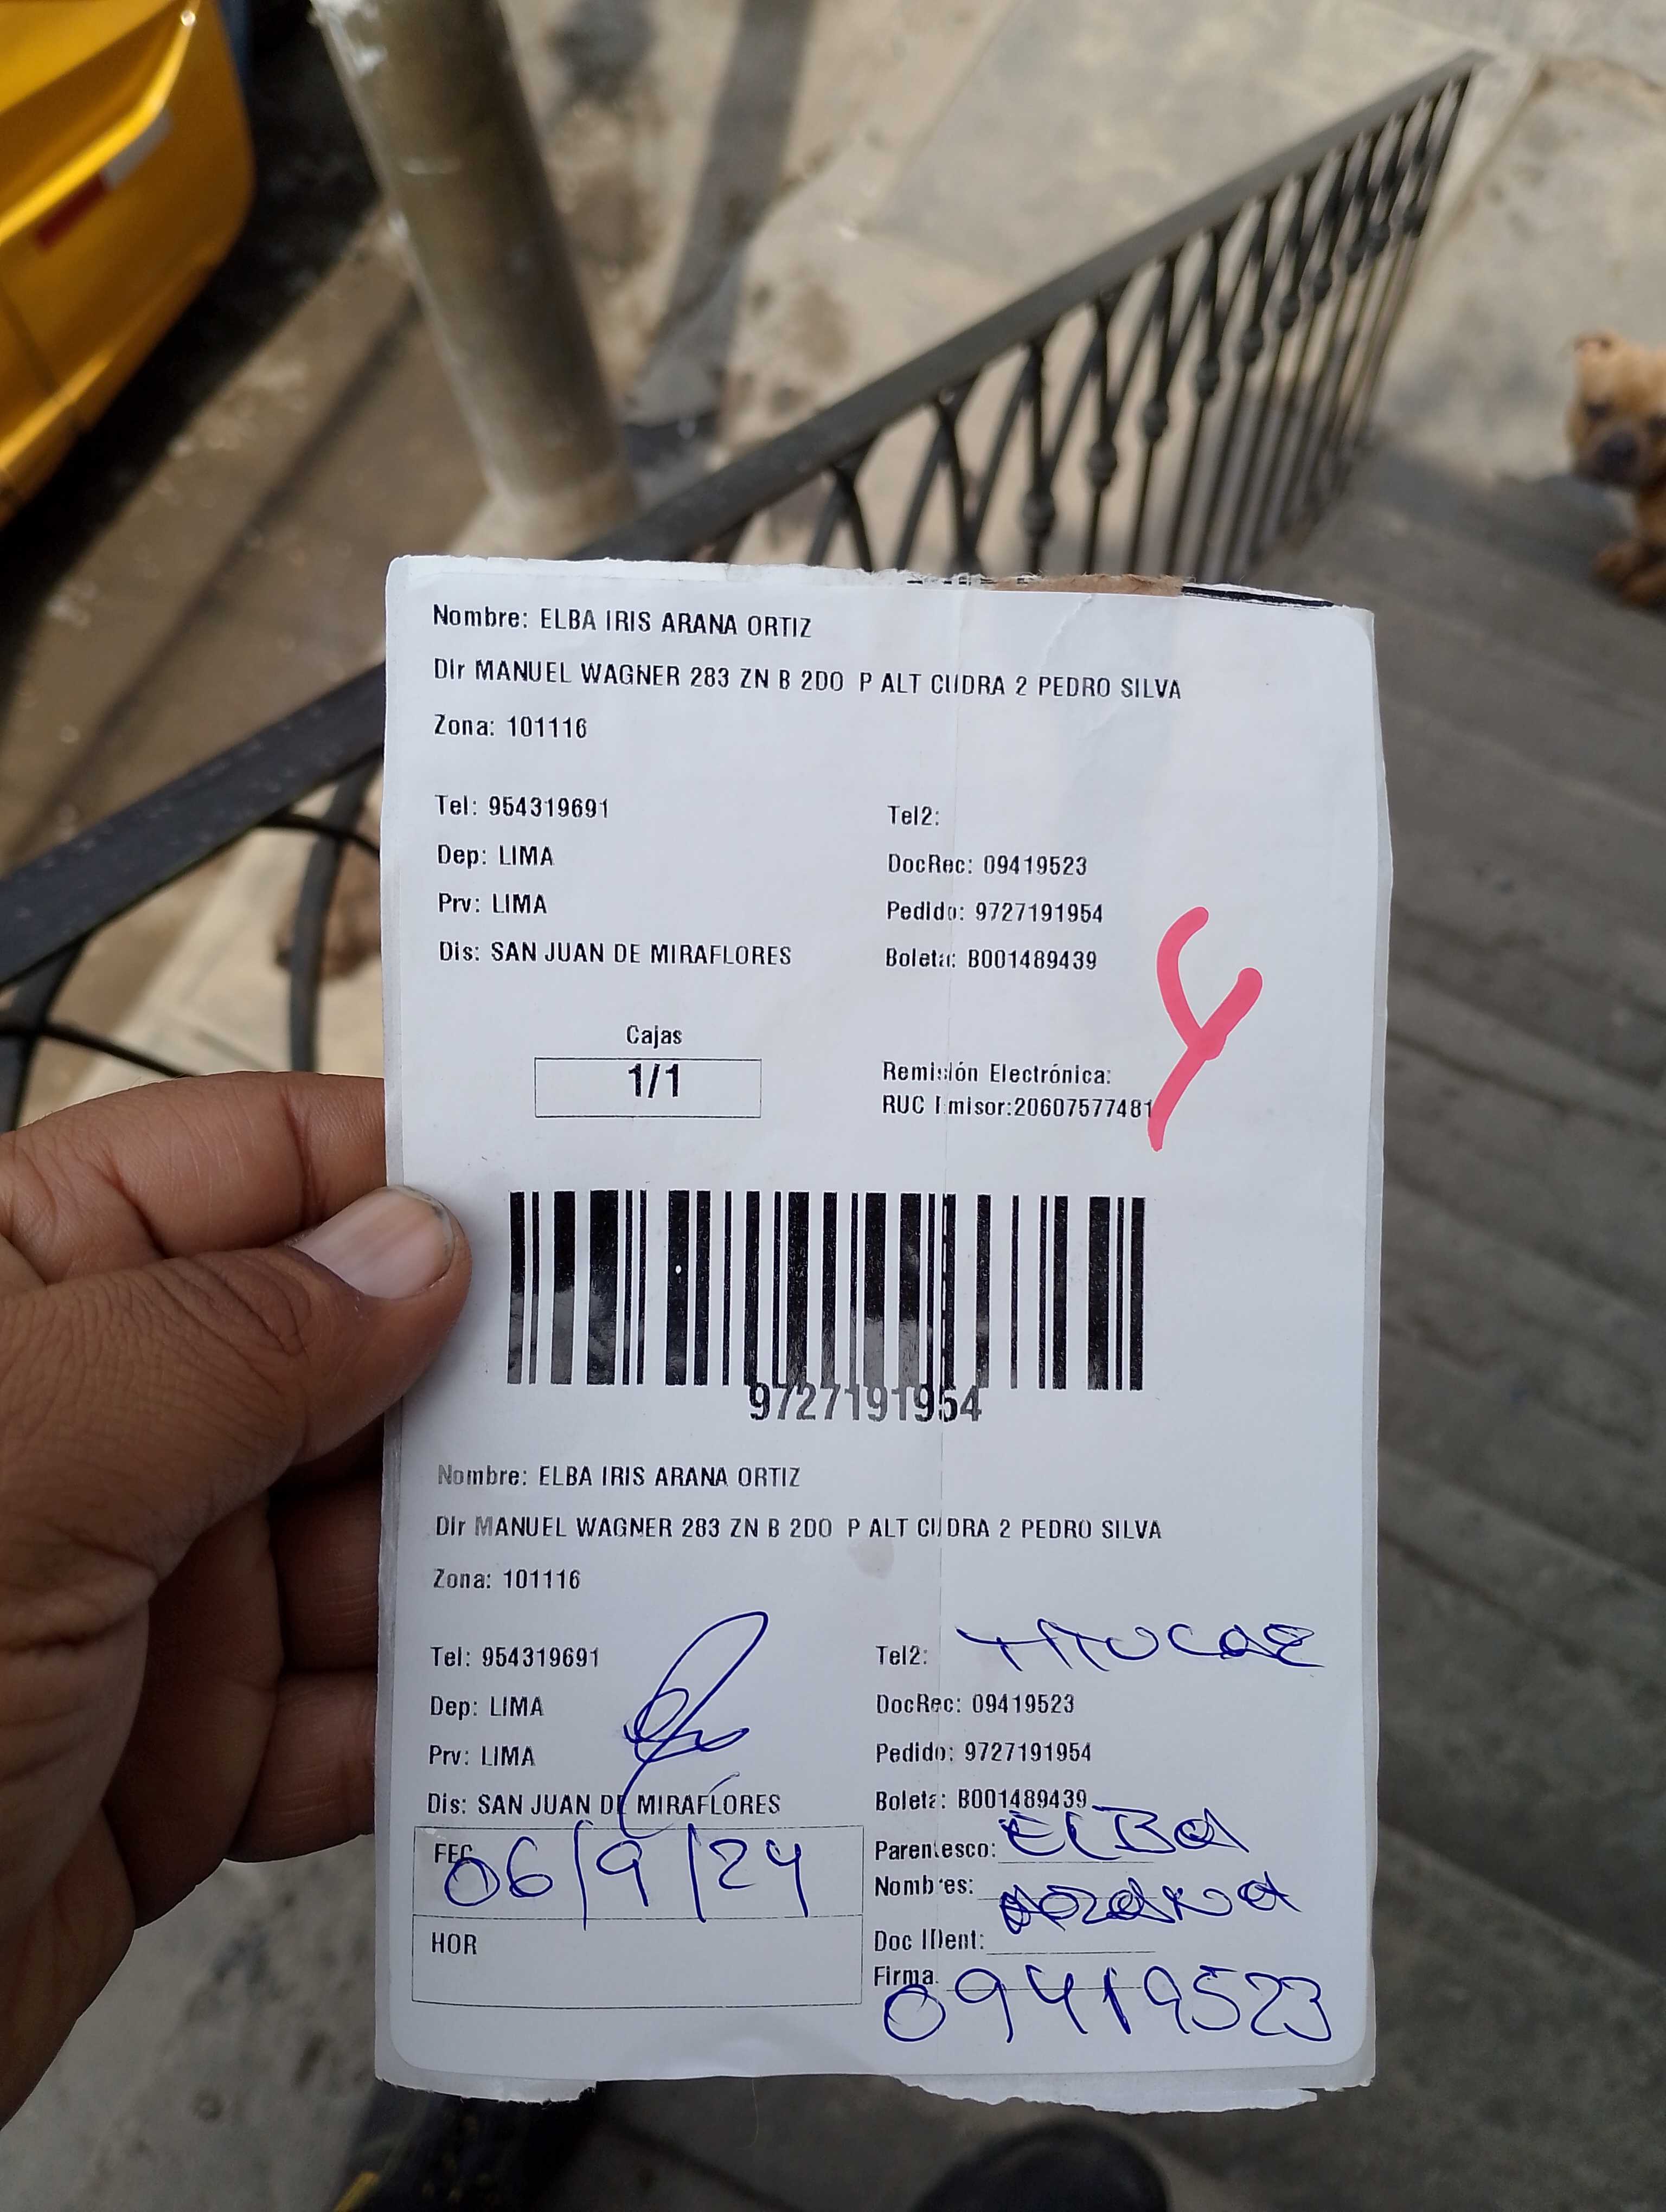 Nombre: ELBA IRIS ARANA ORTIZ
Dir MANUEL WAGNER 283 ZN B 2DO P ALT CUDRA 2 PEDRO SILVA
Zona: 101116
Tel: 954319691 Tel2:
Dep: LIMA DocRec: 09419523
Prv: LIMA Pedido: 9727191954
Dis: SAN JUAN DE MIRAFLORES Boleta: B001489439
Y
Cajas
1/1
Remisión Electrónica:
RUC Emisor:20607577481
9727191954
Nombre: ELBA IRIS ARANA ORTIZ
Dir MANUEL WAGNER 283 ZN B 2DO P ALT CUDRA 2 PEDRO SILVA
Zona: 101116
Tel: 954319691 Tel2:
Dep: LIMA DocRec: 09419523
Prv: LIMA Pedido: 9727191954
Dis: SAN JUAN DE MIRAFLORES Boleta: B001489439
FEC 06/9/24 Parentesco: ELBA
Nombres: ARANA
HOR Doc IDent:
Firma: 09419523